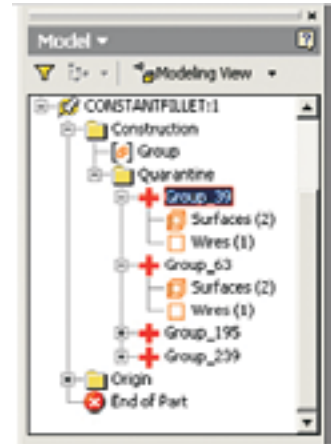 Model
Modeling View
CONSTANTFILLET:1
Construction
Group
Quarantine
Group_39
Surfaces (2)
Wires (1)
Group_63
Surfaces (2)
Wires (1)
Group_195
Group_239
Origin
End of Part